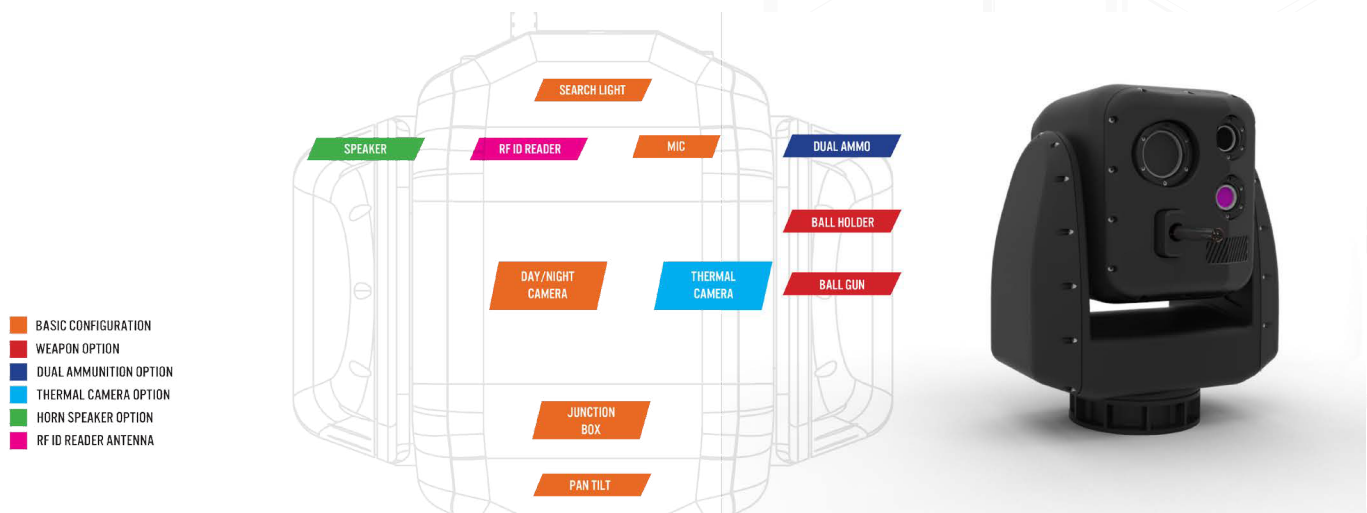 SEARCH LIGHT
SPEAKER
RF ID READER
MIC
DUAL AMMO
BALL HOLDER
DAY/NIGHT
CAMERA
THERMAL
CAMERA
BALL GUN
BASIC CONFIGURATION
WEAPON OPTION
DUAL AMMUNITION OPTION
THERMAL CAMERA OPTION
HORN SPEAKER OPTION
RF ID READER ANTENNA
JUNCTION
BOX
PAN TILT